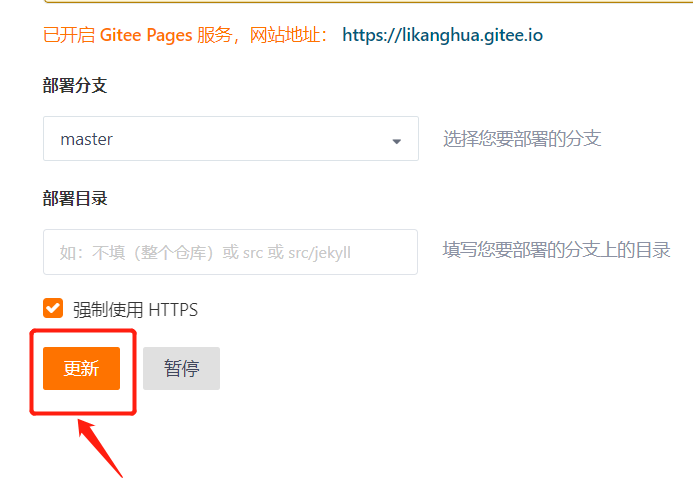 已开启 Gitee Pages 服务，网站地址： https://likanghua.gitee.io
部署分支
master 选择您要部署的分支
部署目录
如：不填（整个仓库）或 src 或 src/jekyll 填写您要部署的分支上的目录
强制使用 HTTPS
更新 暂停